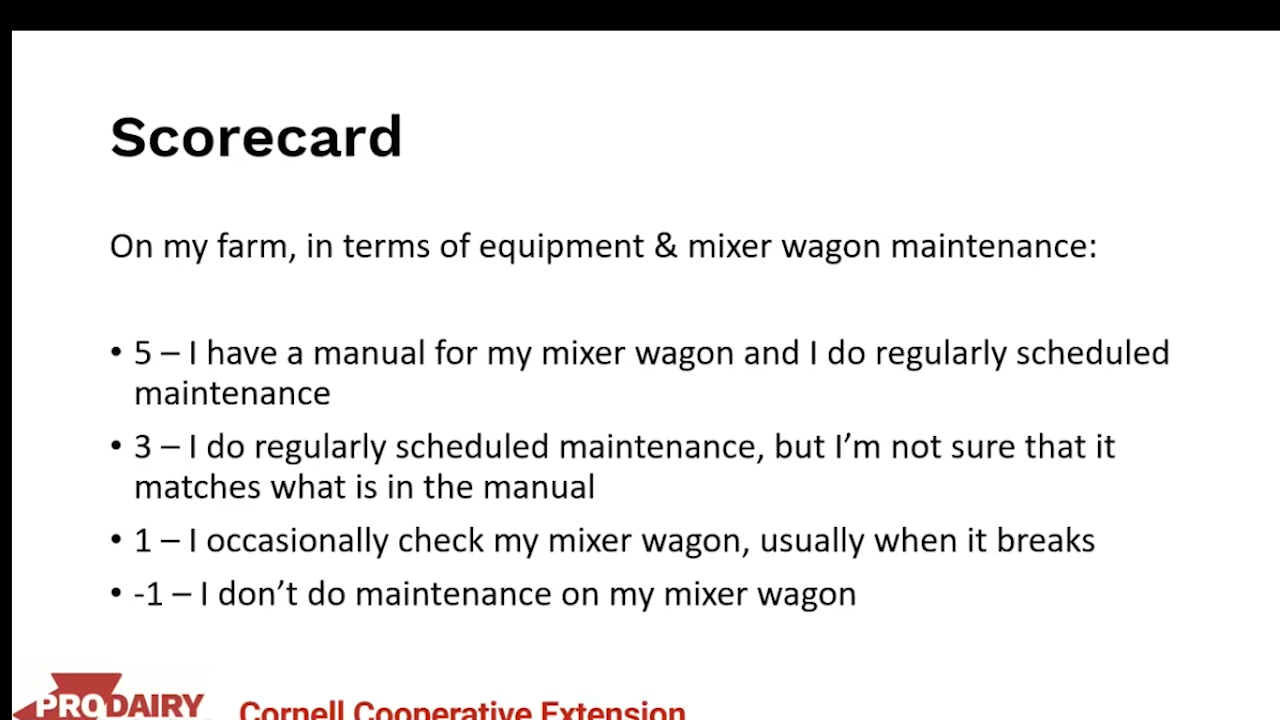 Scorecard
On my farm, in terms of equipment & mixer wagon maintenance:
• 5 – I have a manual for my mixer wagon and I do regularly scheduled
maintenance
• 3 – I do regularly scheduled maintenance, but I’m not sure that it
matches what is in the manual
• 1 – I occasionally check my mixer wagon, usually when it breaks
• -1 – I don’t do maintenance on my mixer wagon
PRODAIRY
Cornell Cooperative Extension